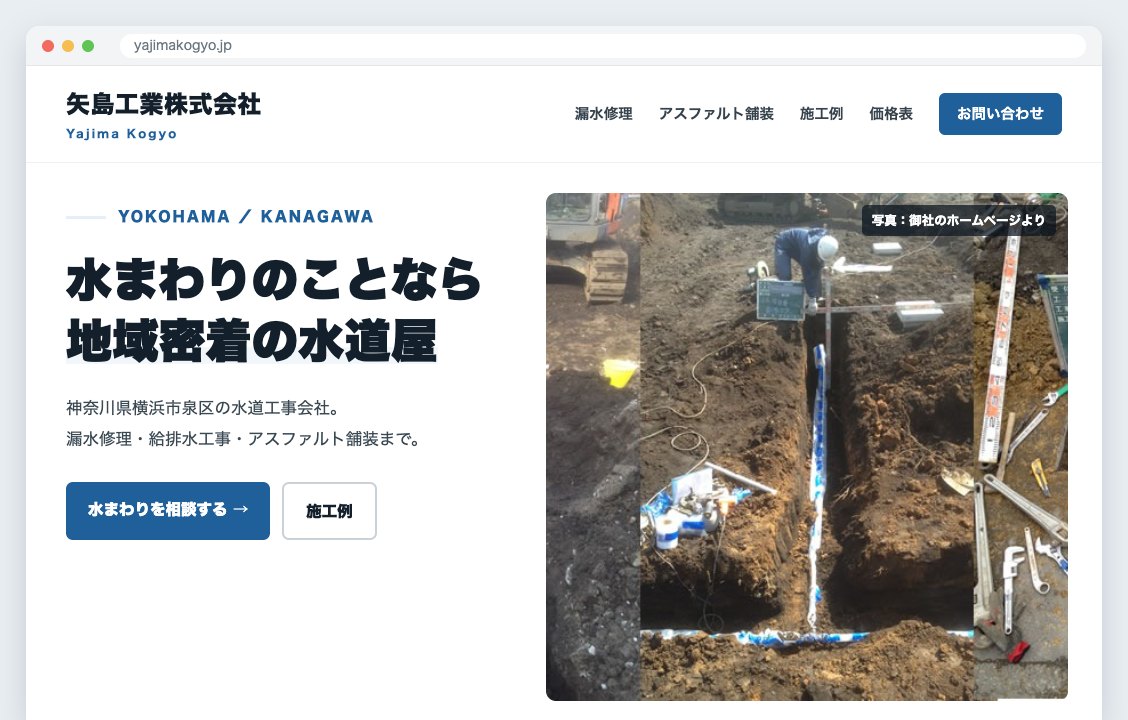 yajimakogyo.jp
矢島工業株式会社
Yajima Kogyo
漏水修理 アスファルト舗装 施工例 価格表 お問い合わせ
YOKOHAMA ／ KANAGAWA
水まわりのことなら
地域密着の水道屋
神奈川県横浜市泉区の水道工事会社。
漏水修理・給排水工事・アスファルト舗装まで。
水まわりを相談する →
施工例
写真：御社のホームページより